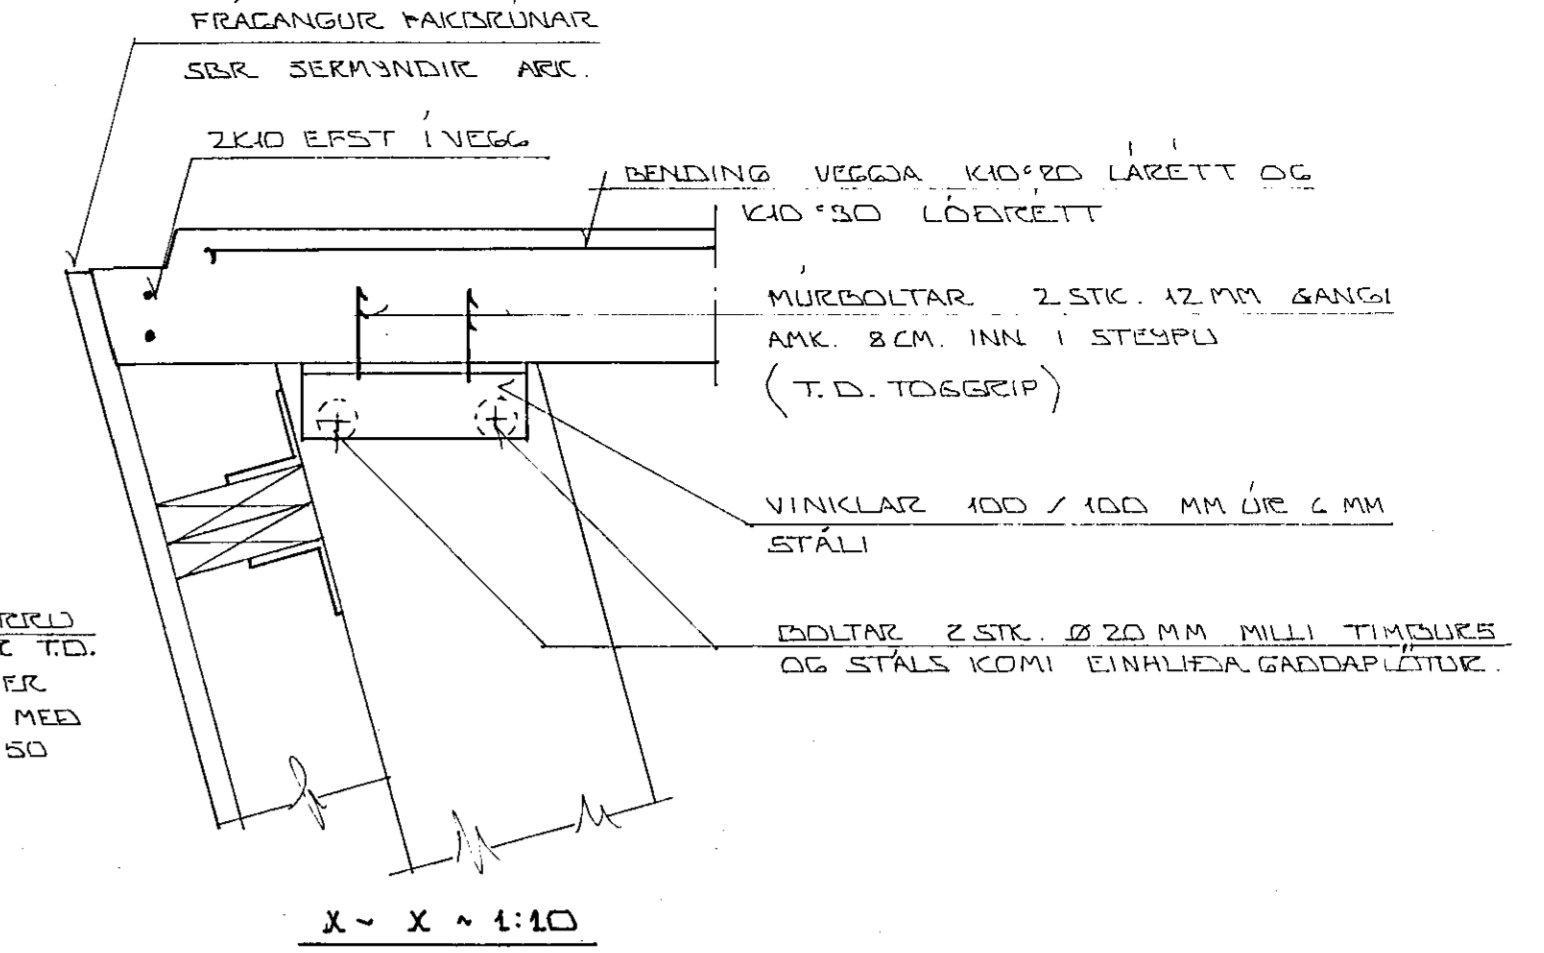 FRÁGANGUR ÞAKBRÚNAR
SBR SÉRMYNDIR ARK.
2K10 EFST Í VEGG
BENDING VEGGJA K10°20 LÁRÉTT OG
K10°30 LÓÐRÉTT
MÚRBOLTAR 2 STK. 12 MM GANGI
AMK. 8 CM. INN Í STEYPU
(T.D. TOGGRIP)
VINKLAR 100 / 100 MM ÚR 6 MM
STÁLI
BOLTAR 2 STK. Ø 20 MM MILLI TIMBURS
OG STÁLS KOMI EINHLIÐA GADDAPLÖTUR.
T.D.
ER
MEÐ
50
X ~ X ~ 1:10